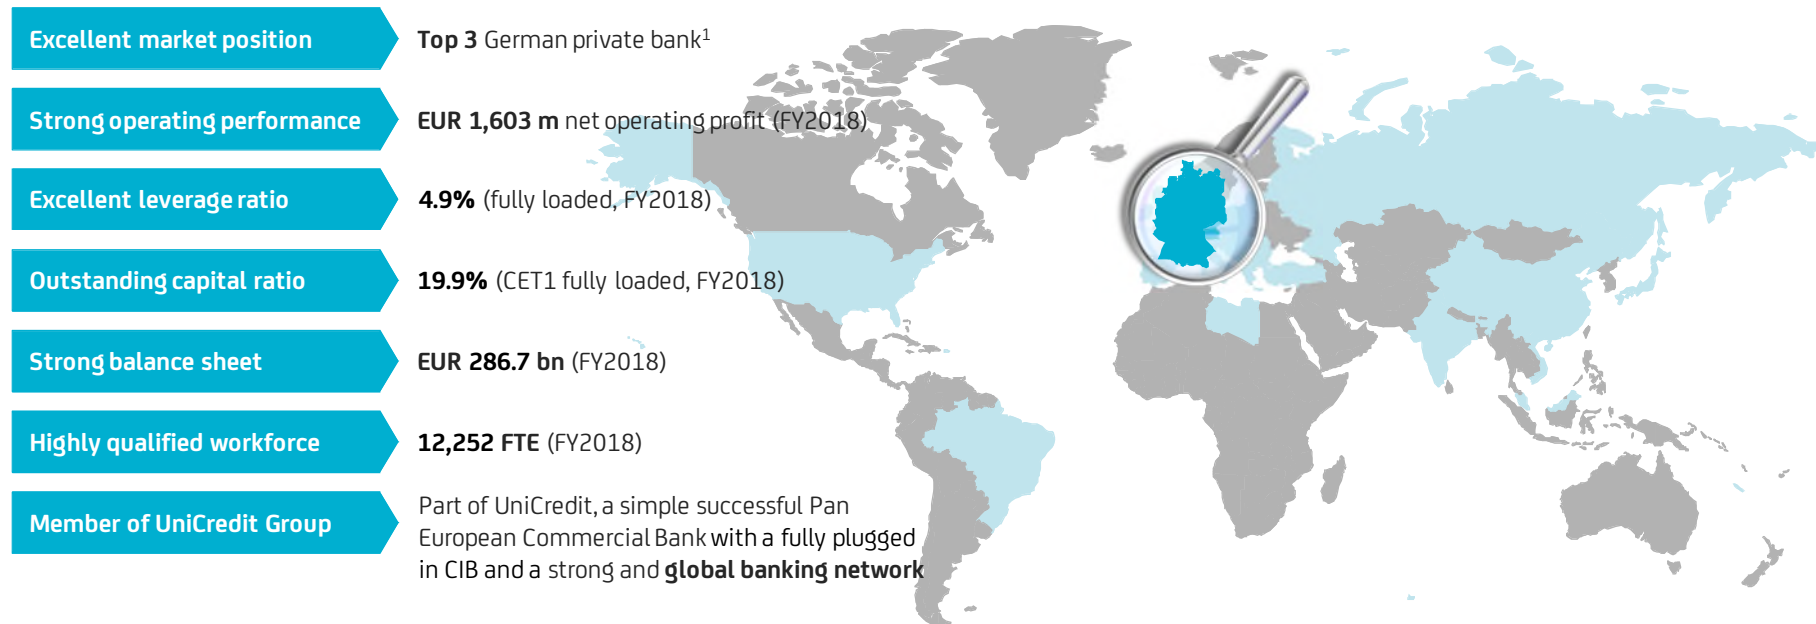 Excellent market position
Top 3 German private bank¹
Strong operating performance
EUR 1,603 m net operating profit (FY2018)
Excellent leverage ratio
4.9% (fully loaded, FY2018)
Outstanding capital ratio
19.9% (CET1 fully loaded, FY2018)
Strong balance sheet
EUR 286.7 bn (FY2018)
Highly qualified workforce
12,252 FTE (FY2018)
Member of UniCredit Group
Part of UniCredit, a simple successful Pan
European Commercial Bank with a fully plugged
in CIB and a strong and global banking network